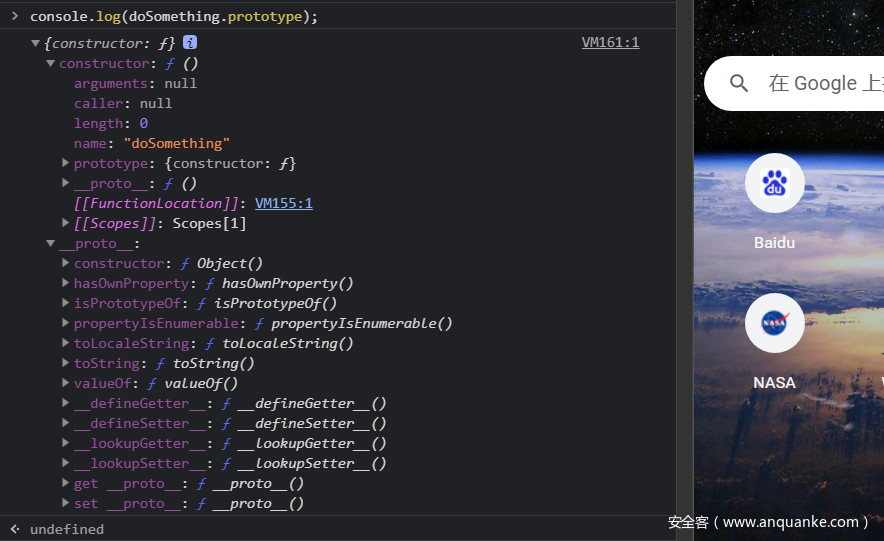 console.log(doSomething.prototype);
{constructor: ƒ} i VM161:1
constructor: ƒ ()
arguments: null
caller: null
length: 0
name: "doSomething"
prototype: {constructor: ƒ}
__proto__: ƒ ()
[[FunctionLocation]]: VM155:1
[[Scopes]]: Scopes[1]
__proto__:
constructor: ƒ Object()
hasOwnProperty: ƒ hasOwnProperty()
isPrototypeOf: ƒ isPrototypeOf()
propertyIsEnumerable: ƒ propertyIsEnumerable()
toLocaleString: ƒ toLocaleString()
toString: ƒ toString()
valueOf: ƒ valueOf()
__defineGetter__: ƒ __defineGetter__()
__defineSetter__: ƒ __defineSetter__()
__lookupGetter__: ƒ __lookupGetter__()
__lookupSetter__: ƒ __lookupSetter__()
get __proto__: ƒ __proto__()
set __proto__: ƒ __proto__()
undefined
在 Google 上
du
Baidu
NASA
NASA
安全客（www.anquanke.com）